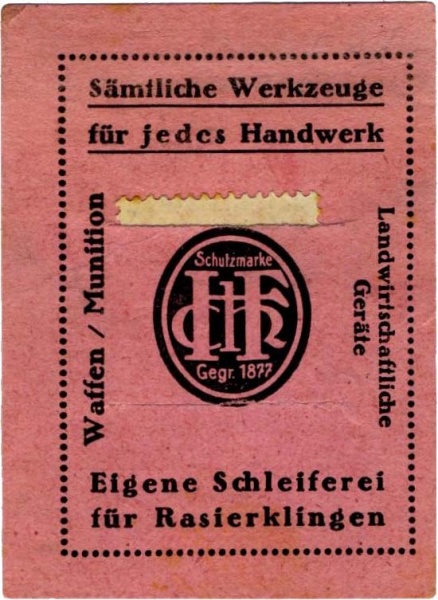 Sämtliche Werkzeuge
für jedes Handwerk
Waffen / Munition
Schutzmarke
Gegr. 1877
Landwirtschaftliche
Geräte
Eigene Schleiferei
für Rasierklingen